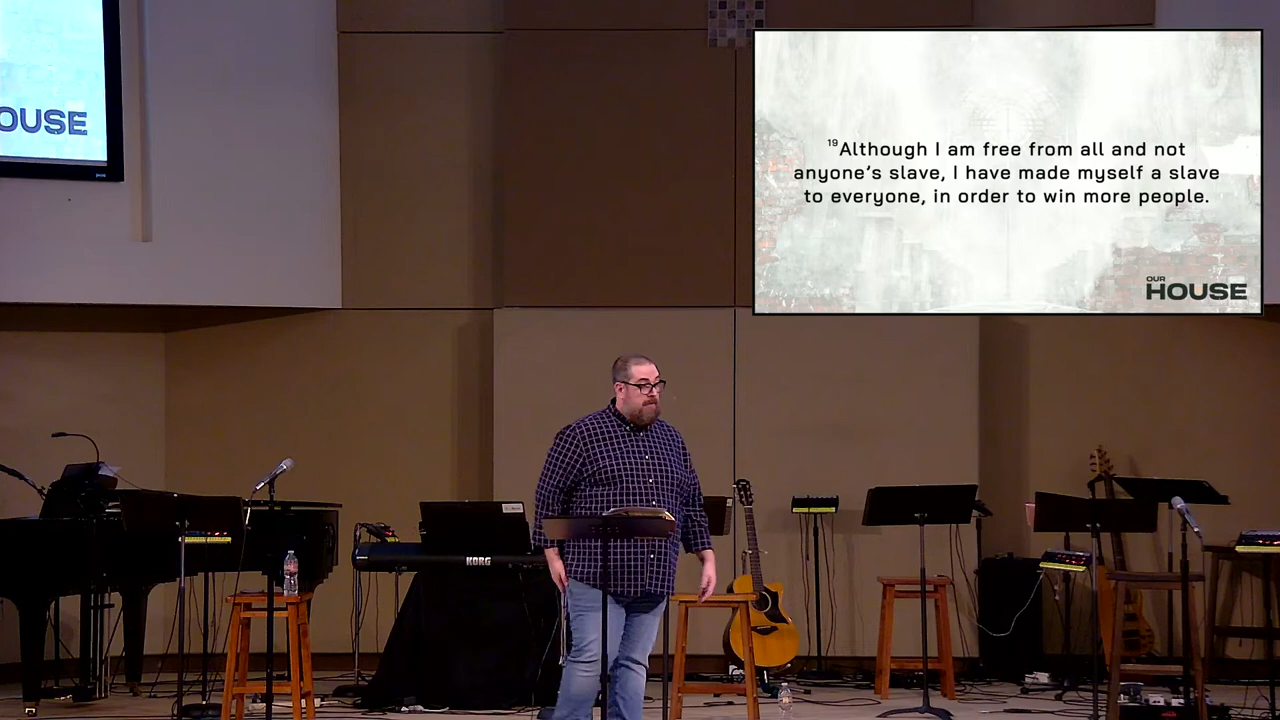 OUSE
19Although I am free from all and not
anyone's slave, I have made myself a slave
to everyone, in order to win more people.
OUR
HOUSE
KORG